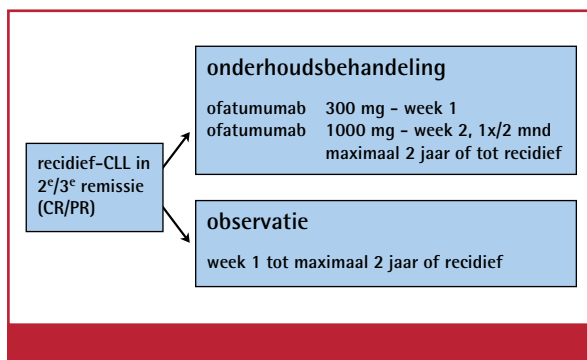 onderhoudsbehandeling
ofatumumab 300 mg – week 1
ofatumumab 1000 mg – week 2, 1x/2 mnd
maximaal 2 jaar of tot recidief
recidief-CLL in
2ᵉ/3ᵉ remissie
(CR/PR)
observatie
week 1 tot maximaal 2 jaar of recidief